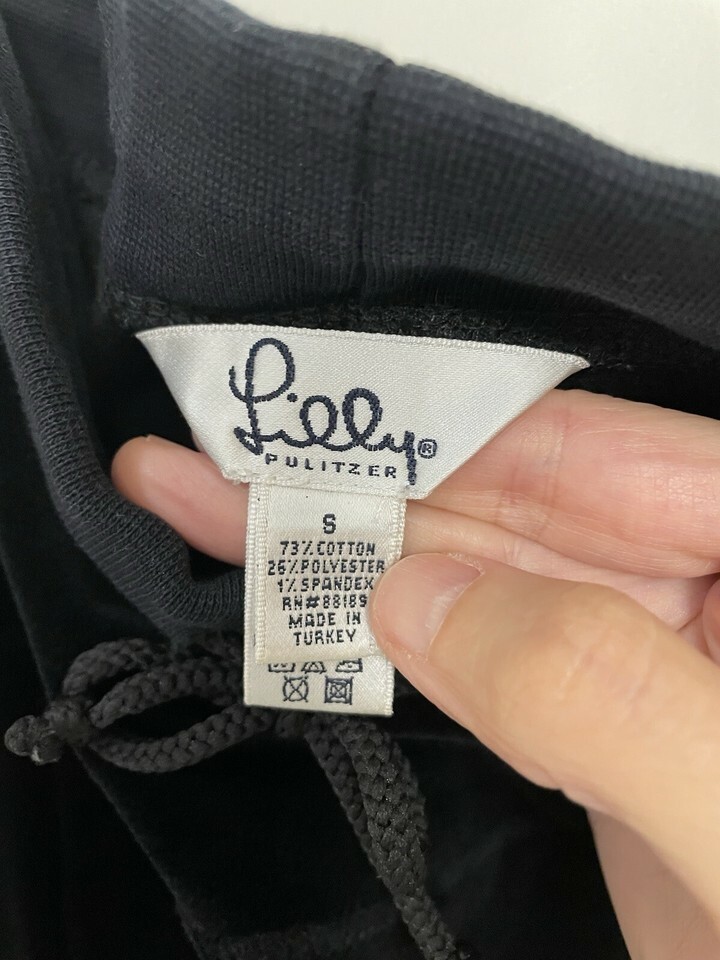 Lilly®
PULITZER
S
73% COTTON
26% POLYESTER
1% SPANDEX
RN# 88189
MADE IN
TURKEY